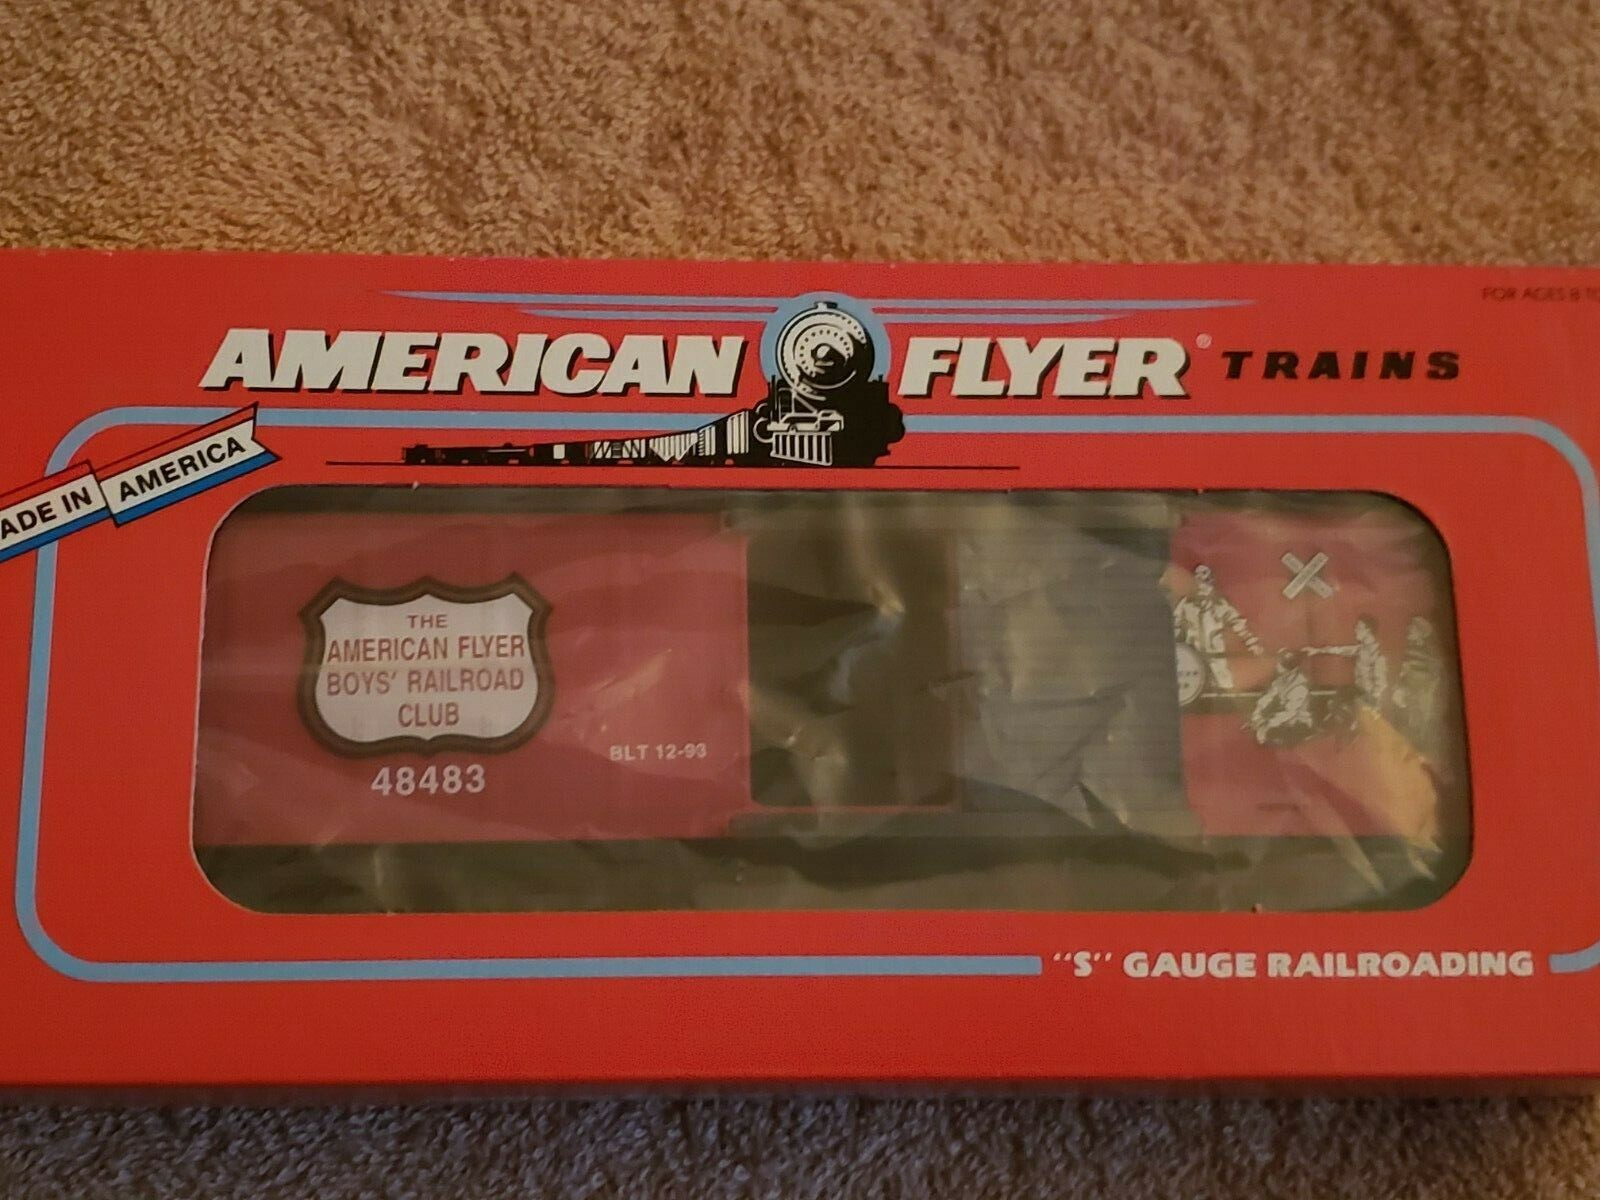 FOR AGES 8 TO
AMERICAN FLYER® TRAINS
ADE IN AMERICA
THE
AMERICAN FLYER
BOYS' RAILROAD
CLUB
48483
BLT 12-93
"S" GAUGE RAILROADING